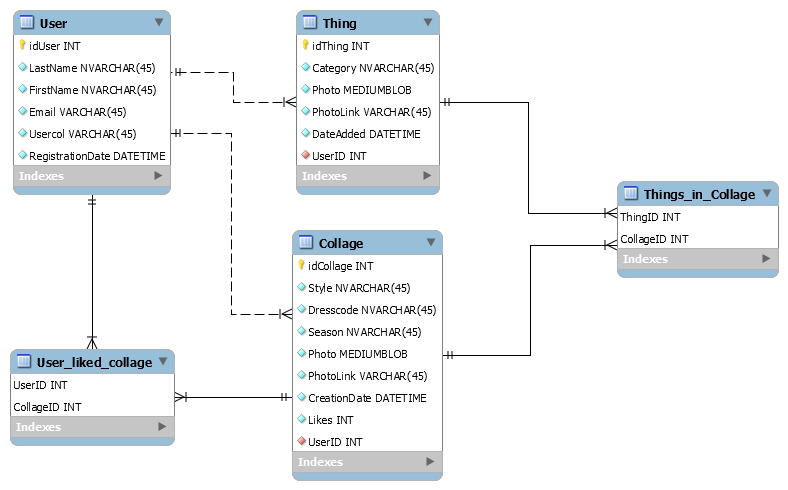 User
idUser INT
LastName NVARCHAR(45)
FirstName NVARCHAR(45)
Email VARCHAR(45)
Usercol VARCHAR(45)
RegistrationDate DATETIME
Indexes
Thing
idThing INT
Category NVARCHAR(45)
Photo MEDIUMBLOB
PhotoLink VARCHAR(45)
DateAdded DATETIME
UserID INT
Indexes
Things_in_Collage
ThingID INT
CollageID INT
Indexes
Collage
idCollage INT
Style NVARCHAR(45)
Dresscode NVARCHAR(45)
Season NVARCHAR(45)
Photo MEDIUMBLOB
PhotoLink VARCHAR(45)
CreationDate DATETIME
Likes INT
UserID INT
Indexes
User_liked_collage
UserID INT
CollageID INT
Indexes